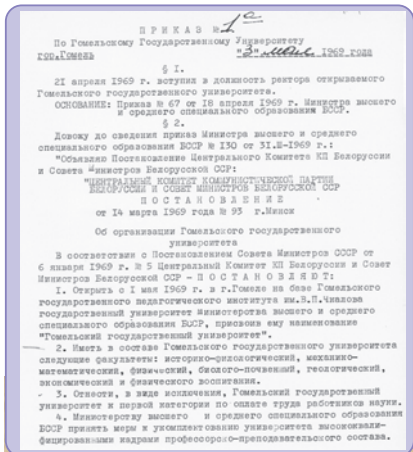 ПРИКАЗ № 1а
По Гомельскому Государственному Университету
гор.Гомель "3" мая 1969 года
§ 1.
21 апреля 1969 г. вступил в должность ректора открываемого
Гомельского государственного университета.
ОСНОВАНИЕ: Приказ № 67 от 18 апреля 1969 г. Министра высшего
и среднего специального образования БССР.
§ 2.
Довожу до сведения приказ Министра высшего и среднего
специального образования БССР № 130 от 31.Ш-1969 г.:
"Объявляю Постановление Центрального Комитета КП Белоруссии
и Совета Министров Белорусской ССР:
"ЦЕНТРАЛЬНЫЙ КОМИТЕТ КОММУНИСТИЧЕСКОЙ ПАРТИИ
БЕЛОРУССИИ И СОВЕТ МИНИСТРОВ БЕЛОРУССКОЙ ССР
ПОСТАНОВЛЕНИЕ
от 14 марта 1969 года № 93 г.Минск
Об организации Гомельского государственного
университета
В соответствии с Постановлением Совета Министров СССР от
6 января 1969 г. № 5 Центральный Комитет КП Белоруссии и Совет
Министров Белорусской ССР - ПОСТАНОВЛЯЮТ:
1. Открыть с 1 мая 1969 г. в г.Гомеле на базе Гомельского
государственного педагогического института им.В.П.Чкалова
государственный университет Министерства высшего и среднего
специального образования БССР, присвоив ему наименование
"Гомельский государственный университет".
2. Иметь в составе Гомельского государственного университета
следующие факультеты: историко-филологический, механико-
математический, физический, биолого-почвенный, геологический,
экономический и физического воспитания.
3. Отнести, в виде исключения, Гомельский государственный
университет к первой категории по оплате труда работников науки.
4. Министерству высшего и среднего специального образования
БССР принять меры к укомплектованию университета высококвали-
фицированными кадрами профессорско-преподавательского состава.